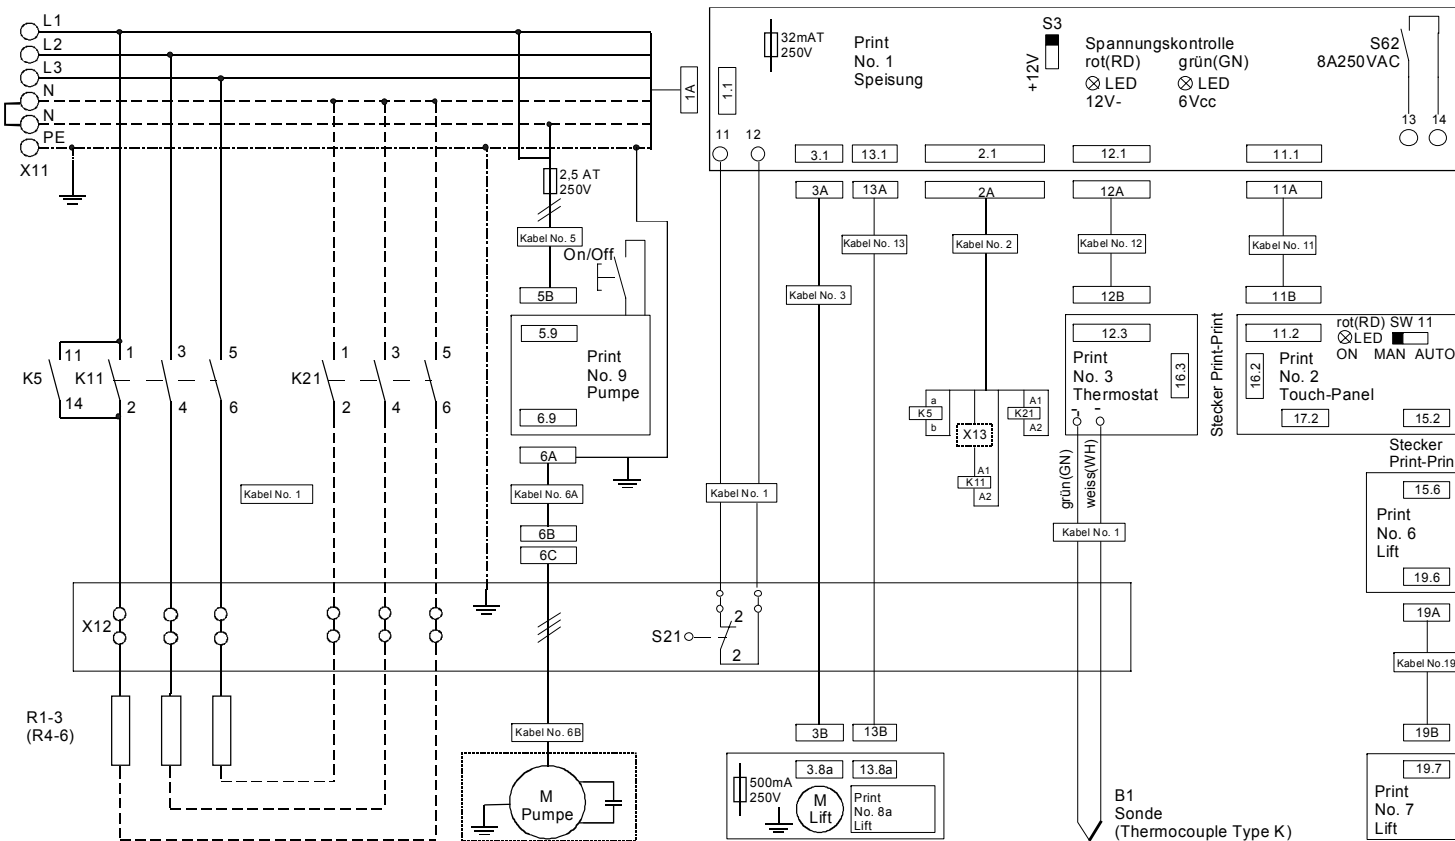 L1
L2
L3
N
N
PE
X11
2,5 AT
250V
Kabel No. 5
On/Off
5B
5.9
Print
No. 9
Pumpe
6.9
6A
Kabel No. 6A
6B
6C
11
K5
14
K11
1
2
3
4
5
6
K21
1
2
3
4
5
6
Kabel No. 1
X12
R1-3
(R4-6)
Kabel No. 6B
M
Pumpe
1A
1.1
32mAT
250V
Print
No. 1
Speisung
S3
+12V
Spannungskontrolle
rot(RD) grün(GN)
LED LED
12V- 6Vcc
S62
8A250VAC
13 14
11 12
3.1 13.1 2.1 12.1 11.1
3A 13A 2A 12A 11A
Kabel No. 13
Kabel No. 2
Kabel No. 12
Kabel No. 11
Kabel No. 3
12B
11B
12.3
Print
No. 3
Thermostat
16.3
Stecker Print-Print
11.2
rot(RD) SW 11
LED
ON MAN AUTO
16.2
Print
No. 2
Touch-Panel
17.2
15.2
Stecker
Print-Prin
15.6
Print
No. 6
Lift
19.6
19A
Kabel No.19
19B
19.7
Print
No. 7
Lift
a
K5
b
X13
A1
K21
A2
A1
K11
A2
grün(GN)
weiss(WH)
Kabel No. 1
Kabel No. 1
S21
2
2
3B 13B
3.8a 13.8a
500mA
250V
M
Lift
Print
No. 8a
Lift
B1
Sonde
(Thermocouple Type K)